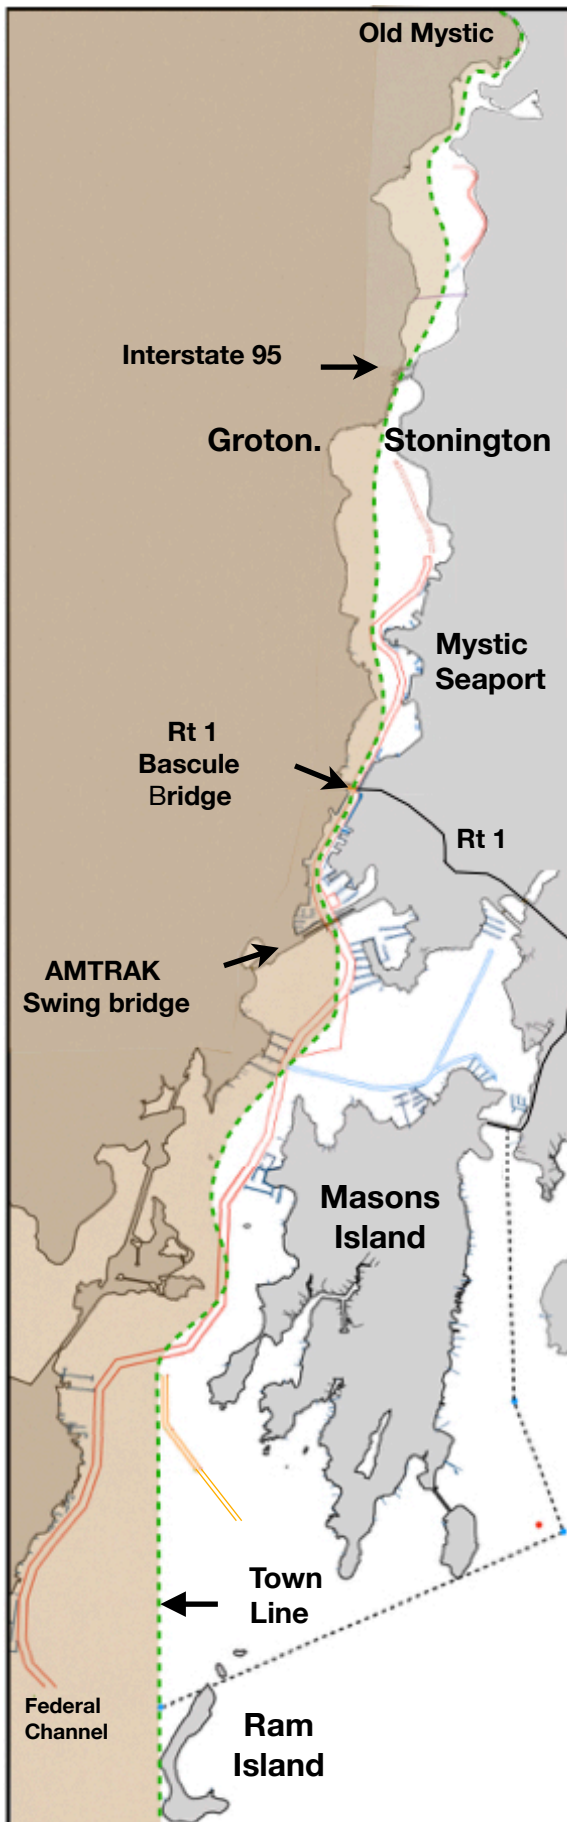 Old Mystic
Interstate 95
Groton.
Stonington
Mystic
Seaport
Rt 1
Bascule
Bridge
Rt 1
AMTRAK
Swing bridge
Masons
Island
Town
Line
Federal
Channel
Ram
Island